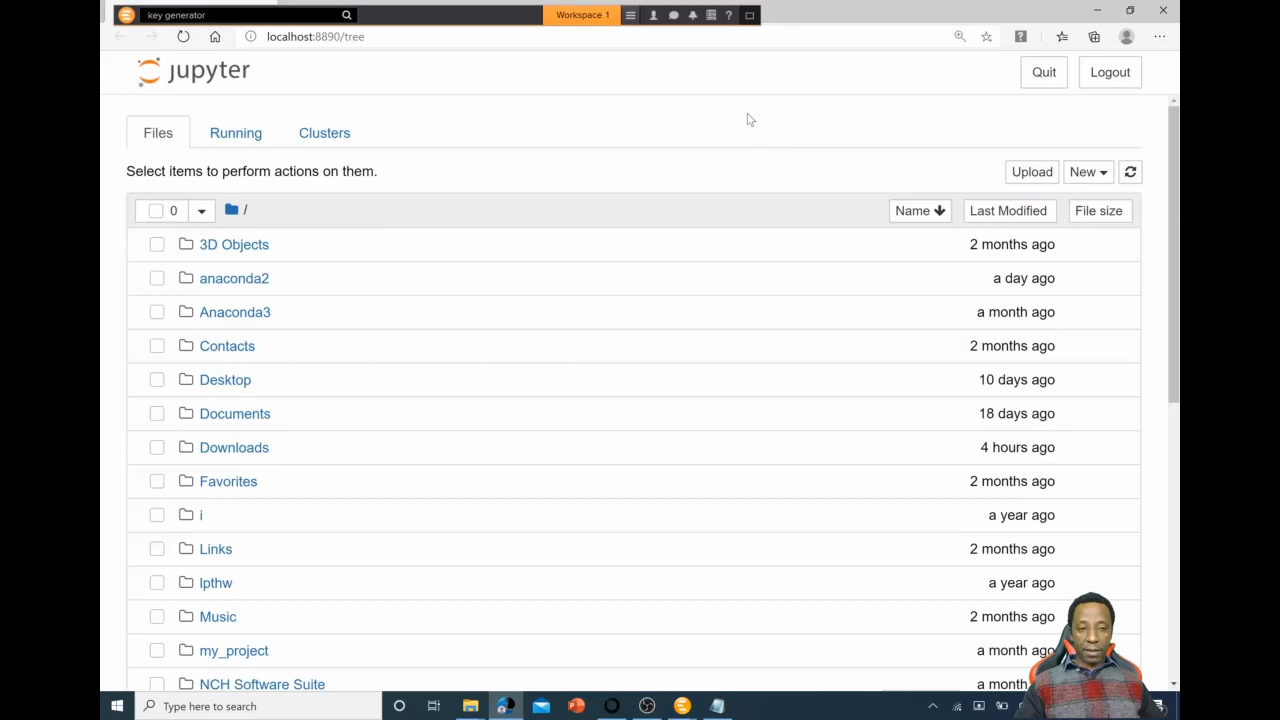 key generator
Workspace 1
?
localhost:8890/tree
?
jupyter
Quit
Logout
Files
Running
Clusters
Select items to perform actions on them.
Upload
New
0
/
Name
Last Modified
File size
3D Objects
2 months ago
anaconda2
a day ago
Anaconda3
a month ago
Contacts
2 months ago
Desktop
10 days ago
Documents
18 days ago
Downloads
4 hours ago
Favorites
2 months ago
i
a year ago
Links
2 months ago
lpthw
a year ago
Music
2 months ago
my_project
a month ago
NCH Software Suite
a month
Type here to search